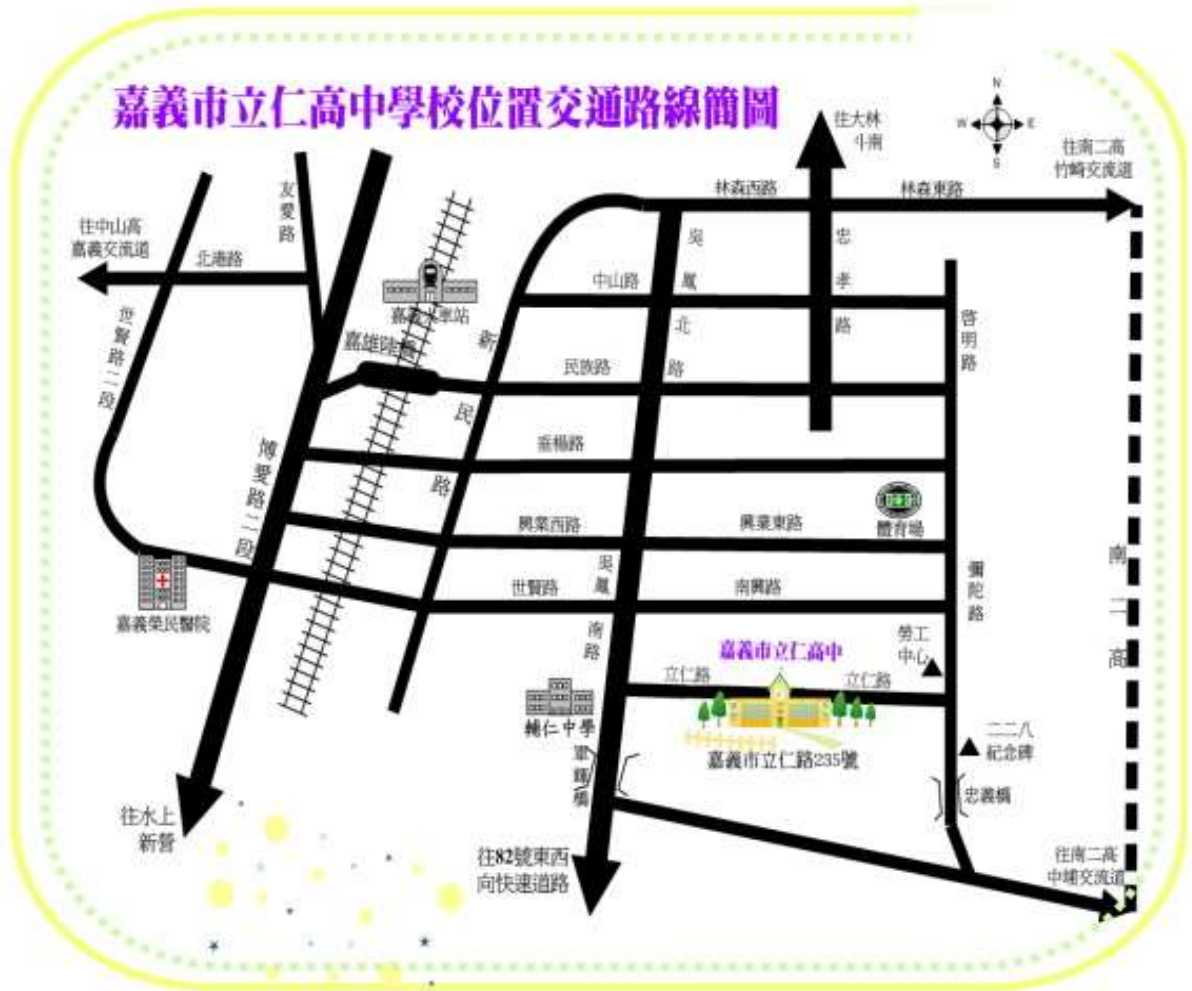 嘉義市立仁高中學校位置交通路線簡圖
N
W
E
S
往大林
斗南
往南二高
竹崎交流道
友愛路
往中山高
嘉義交流道
北港路
林森西路
林森東路
吳鳳北路
忠孝路
中山路
嘉義火車站
世賢路二段
嘉雄陸橋
新民路
啓明路
民族路
博愛路二段
垂楊路
體育場
興業西路
興業東路
嘉義榮民醫院
吳鳳南路
世賢路
南興路
彌陀路
南二高
勞工
中心
嘉義市立仁高中
立仁路
立仁路
輔仁中學
軍輝橋
嘉義市立仁路235號
二二八
紀念碑
忠義橋
往水上
新營
往82號東西
向快速道路
往南二高
中埔交流道